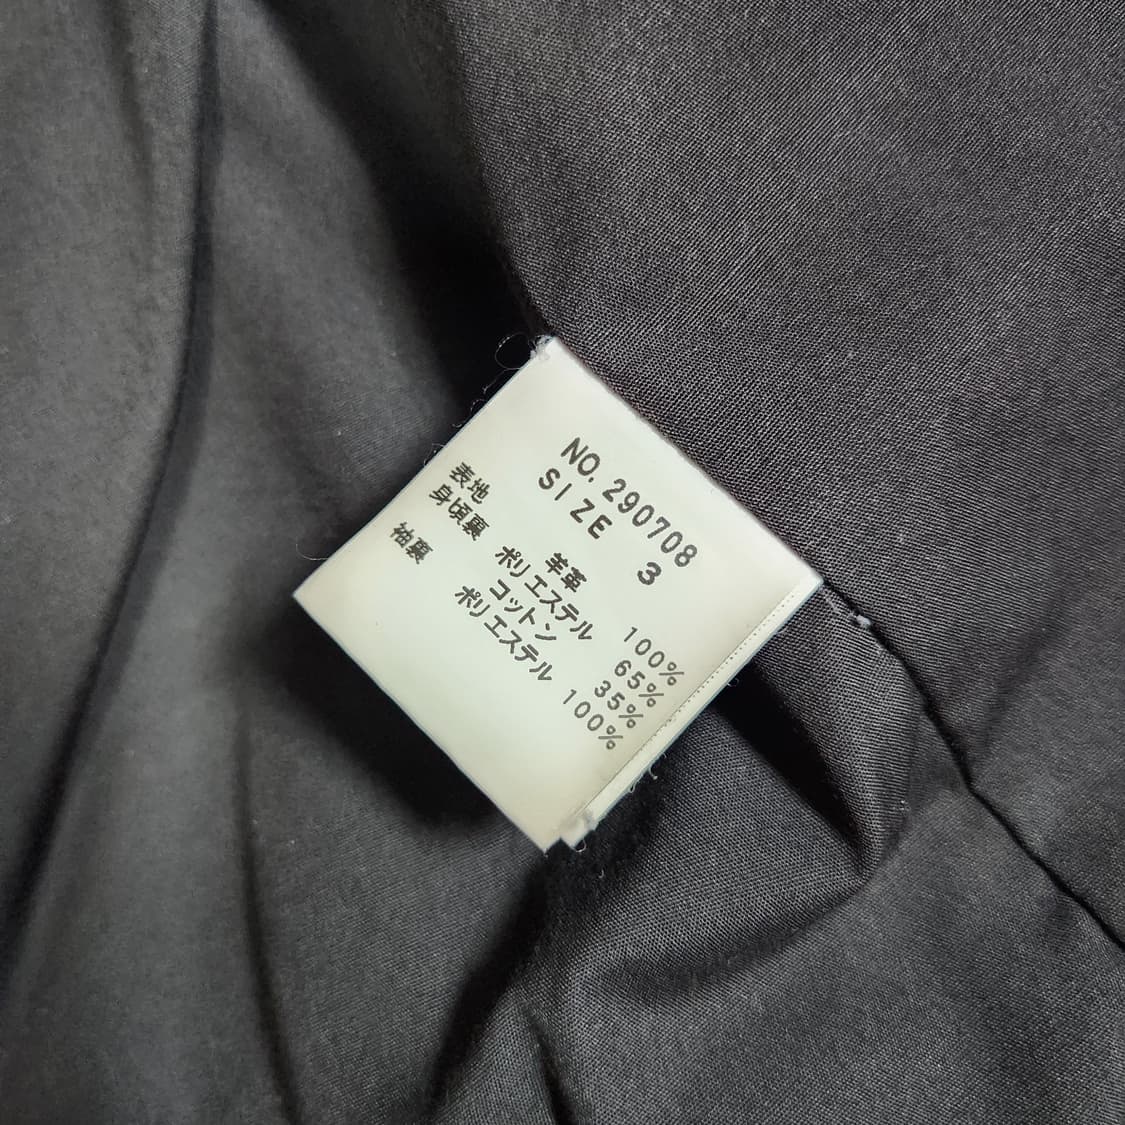 NO. 290708
SIZE 3
表地 羊革 100%
身頃裏 ポリエステル 65%
コットン 35%
袖裏 ポリエステル 100%